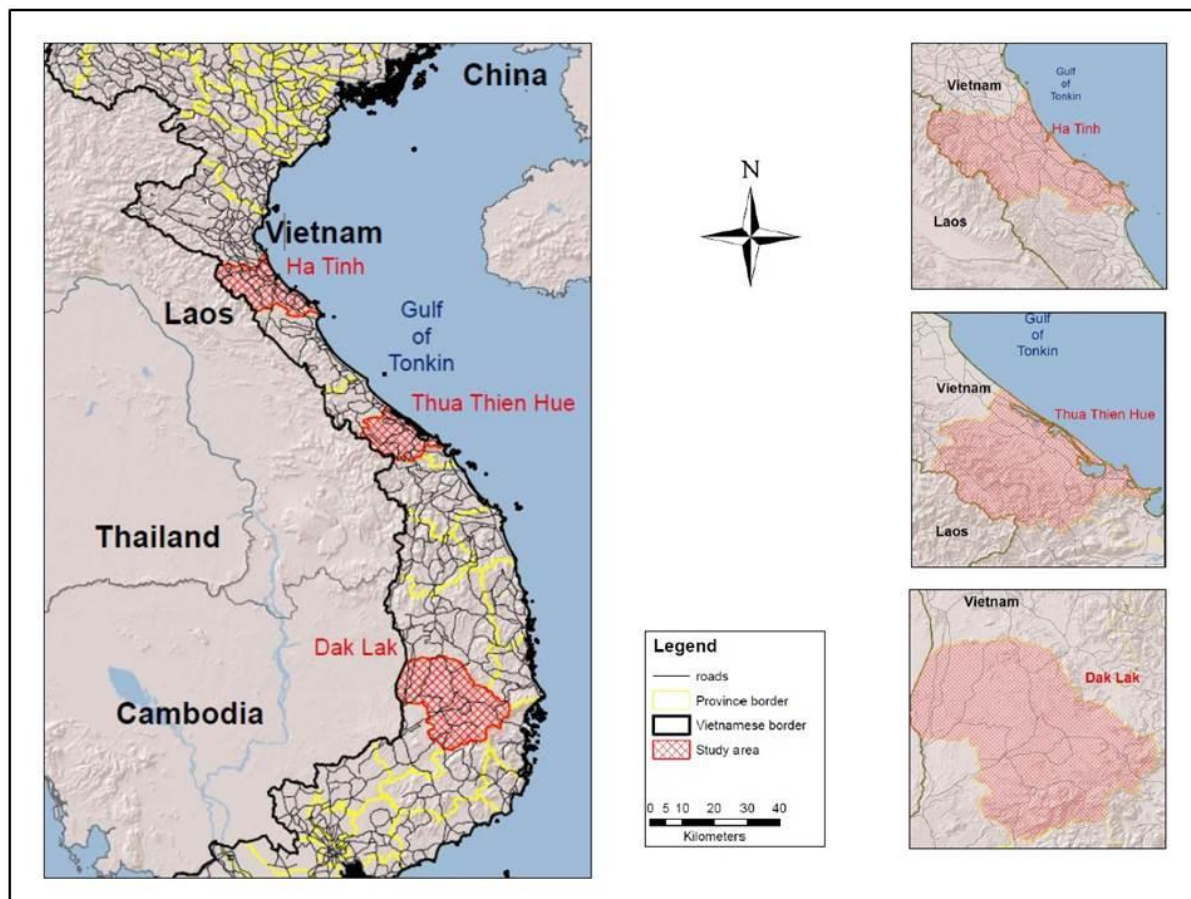 China
Vietnam
Ha Tinh
Laos
Gulf
of
Tonkin
Thua Thien Hue
Thailand
Dak Lak
Cambodia
N
Legend
roads
Province border
Vietnamese border
Study area
0 5 10 20 30 40
Kilometers
Vietnam
Gulf
of
Tonkin
Ha Tinh
Laos
Gulf
of
Tonkin
Vietnam
Thua Thien Hue
Laos
Vietnam
Dak Lak